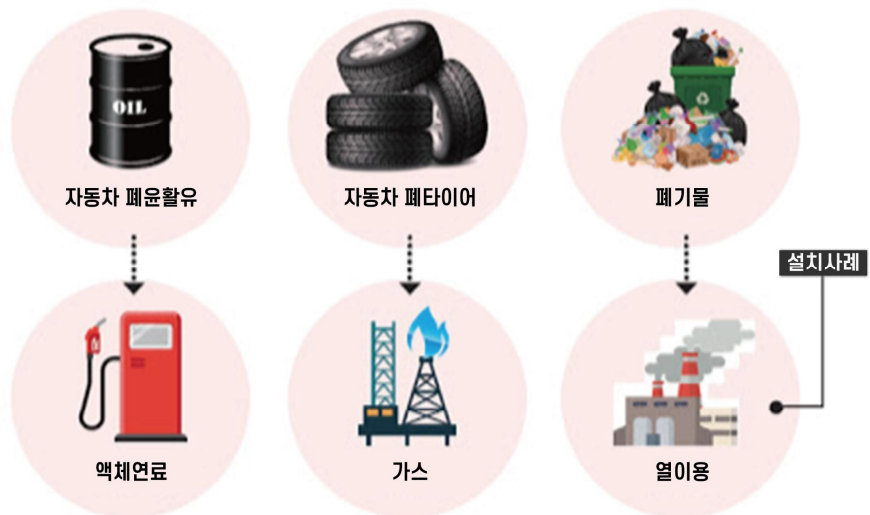 OIL
자동차 폐윤활유
자동차 폐타이어
폐기물
설치사례
액체연료
가스
열이용